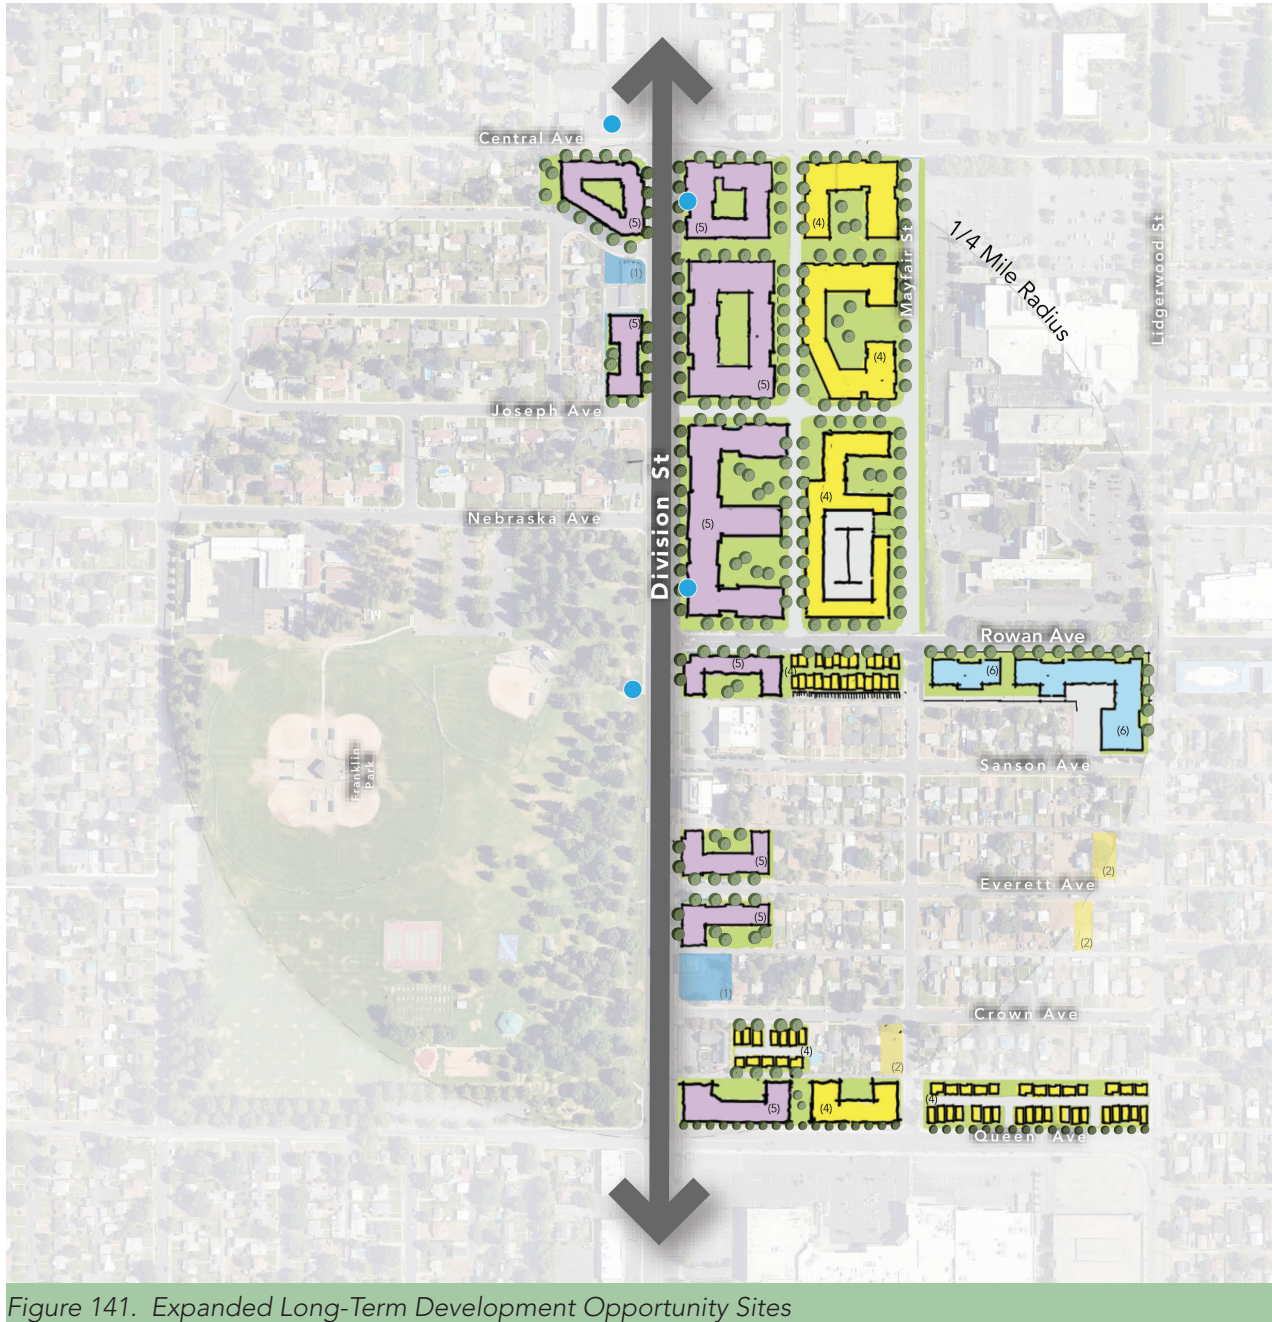 Central Ave
(5)
(5)
(4)
Mayfair St
1/4 Mile Radius
Lidgerwood St
(1)
(5)
(5)
(4)
Joseph Ave
Division St
(5)
(4)
Nebraska Ave
Rowan Ave
(5)
(4)
(6)
(6)
Franklin
Park
Sanson Ave
(5)
(2)
Everett Ave
(5)
(2)
(1)
Crown Ave
(4)
(2)
(5)
(4)
(4)
Queen Ave
Figure 141. Expanded Long-Term Development Opportunity Sites